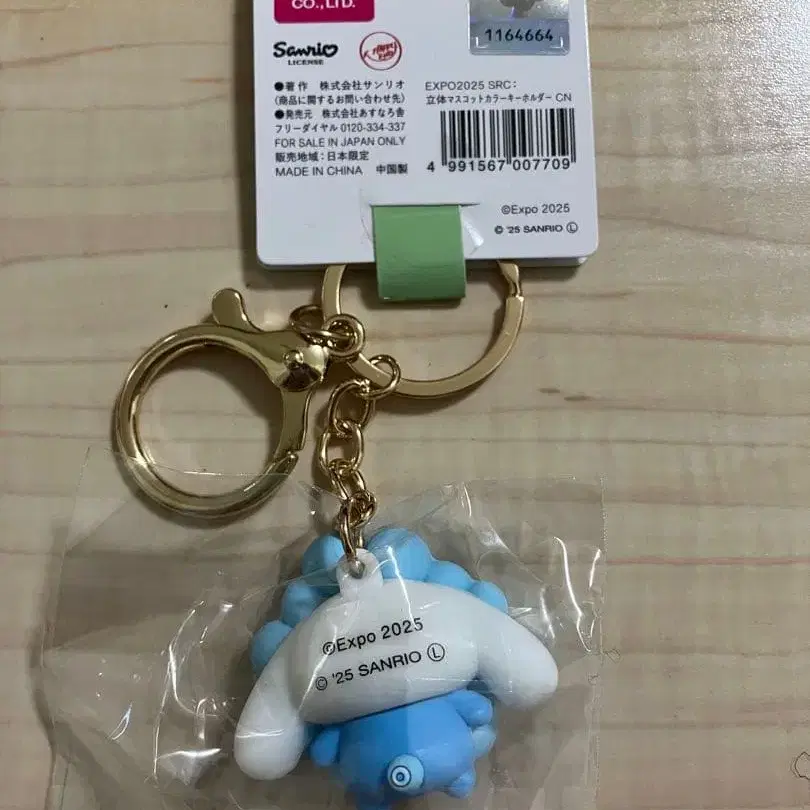 CO.,LTD.
1164664
Sanrio
LICENSE
●著作 株式会社サンリオ
(商品に関するお問い合わせ先)
●発売元 株式会社あすなろ舎
フリーダイヤル 0120-334-337
FOR SALE IN JAPAN ONLY
販売地域:日本限定
MADE IN CHINA 中国製
EXPO2025 SRC:
立体マスコットカラーキーホルダー CN
4 991567 007709
©Expo 2025
© '25 SANRIO Ⓛ
©Expo 2025
© '25 SANRIO Ⓛ